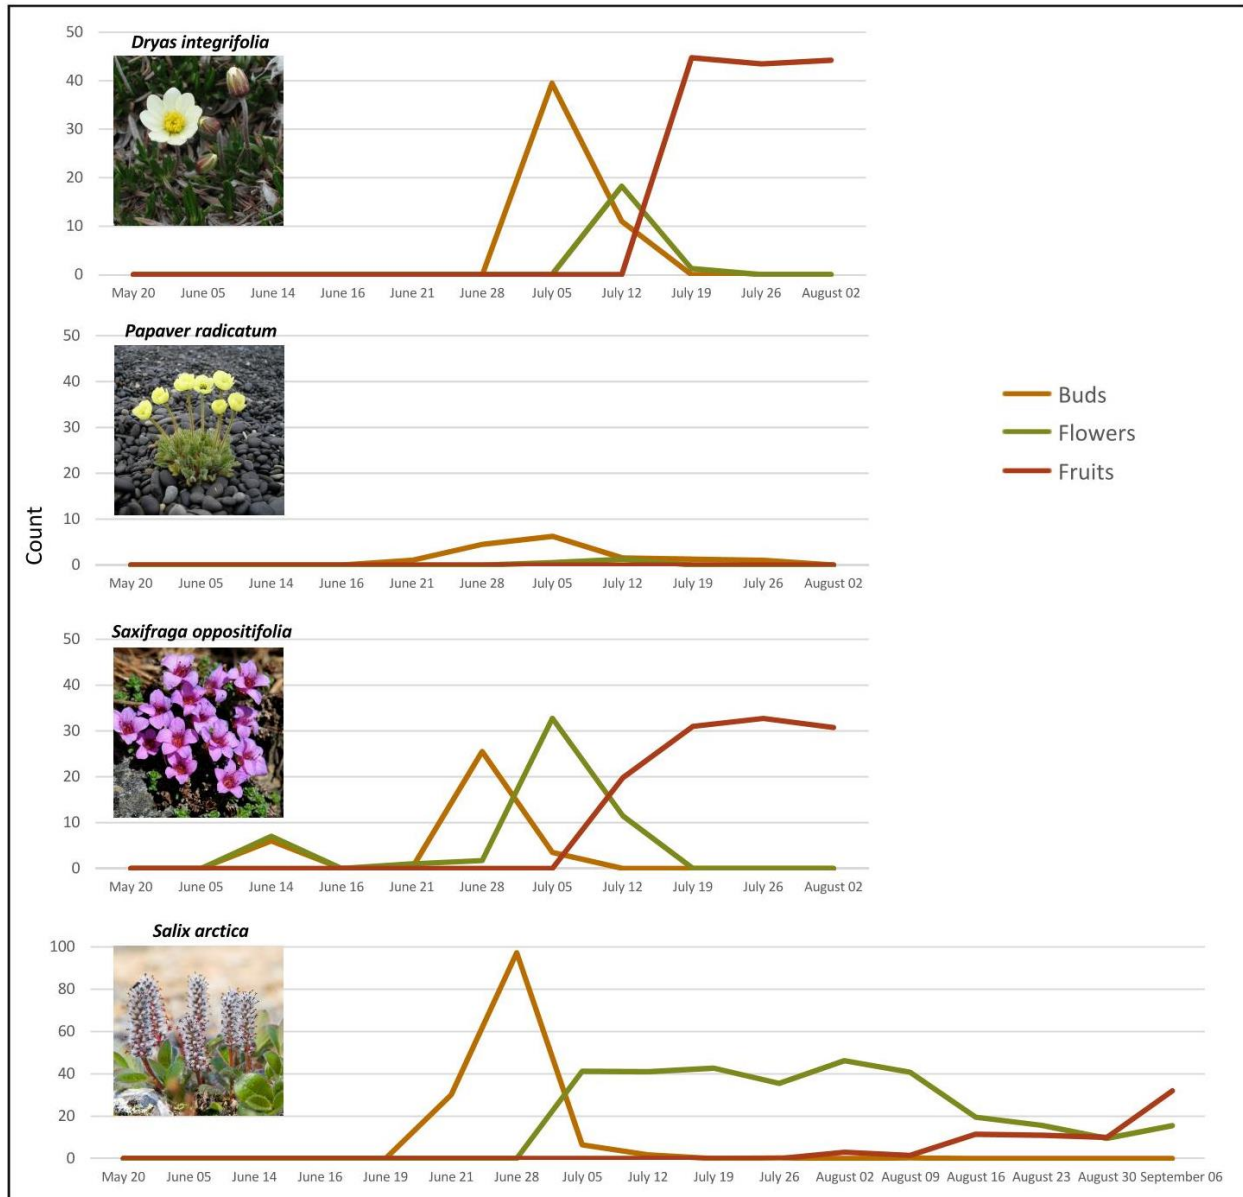 Dryas integrifolia
50
40
30
20
10
0
May 20 June 05 June 14 June 16 June 21 June 28 July 05 July 12 July 19 July 26 August 02
Papaver radicatum
50
40
30
20
10
0
May 20 June 05 June 14 June 16 June 21 June 28 July 05 July 12 July 19 July 26 August 02
Buds
Flowers
Fruits
Count
Saxifraga oppositifolia
50
40
30
20
10
0
May 20 June 05 June 14 June 16 June 21 June 28 July 05 July 12 July 19 July 26 August 02
Salix arctica
100
80
60
40
20
0
May 20 June 05 June 14 June 16 June 19 June 21 June 28 July 05 July 12 July 19 July 26 August 02 August 09 August 16 August 23 August 30 September 06